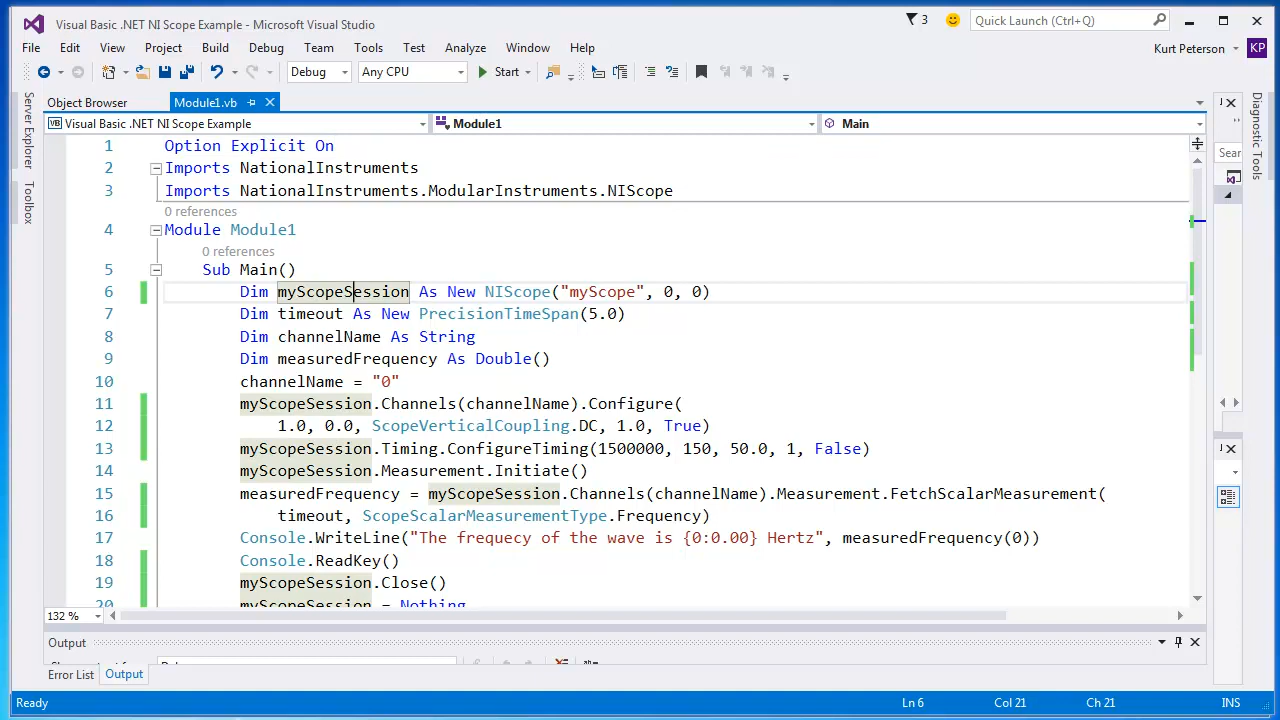 Visual Basic .NET NI Scope Example - Microsoft Visual Studio
3
Quick Launch (Ctrl+Q)
File Edit View Project Build Debug Team Tools Test Analyze Window Help
Kurt Peterson KP
Debug Any CPU Start
Server Explorer
Toolbox
Object Browser Module1.vb
VB Visual Basic .NET NI Scope Example Module1 Main
1 Option Explicit On
2 Imports NationalInstruments
3 Imports NationalInstruments.ModularInstruments.NIScope
0 references
4 Module Module1
0 references
5 Sub Main()
6 Dim myScopeSession As New NIScope("myScope", 0, 0)
7 Dim timeout As New PrecisionTimeSpan(5.0)
8 Dim channelName As String
9 Dim measuredFrequency As Double()
10 channelName = "0"
11 myScopeSession.Channels(channelName).Configure(
12 1.0, 0.0, ScopeVerticalCoupling.DC, 1.0, True)
13 myScopeSession.Timing.ConfigureTiming(1500000, 150, 50.0, 1, False)
14 myScopeSession.Measurement.Initiate()
15 measuredFrequency = myScopeSession.Channels(channelName).Measurement.FetchScalarMeasurement(
16 timeout, ScopeScalarMeasurementType.Frequency)
17 Console.WriteLine("The frequecy of the wave is {0:0.00} Hertz", measuredFrequency(0))
18 Console.ReadKey()
19 myScopeSession.Close()
20 myScopeSession = Nothing
132 %
Sear
Diagnostic Tools
Output
Error List Output
Ready Ln 6 Col 21 Ch 21 INS